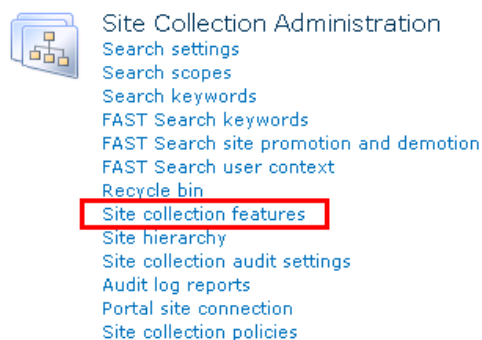 Site Collection Administration
Search settings
Search scopes
Search keywords
FAST Search keywords
FAST Search site promotion and demotion
FAST Search user context
Recycle bin
Site collection features
Site hierarchy
Site collection audit settings
Audit log reports
Portal site connection
Site collection policies